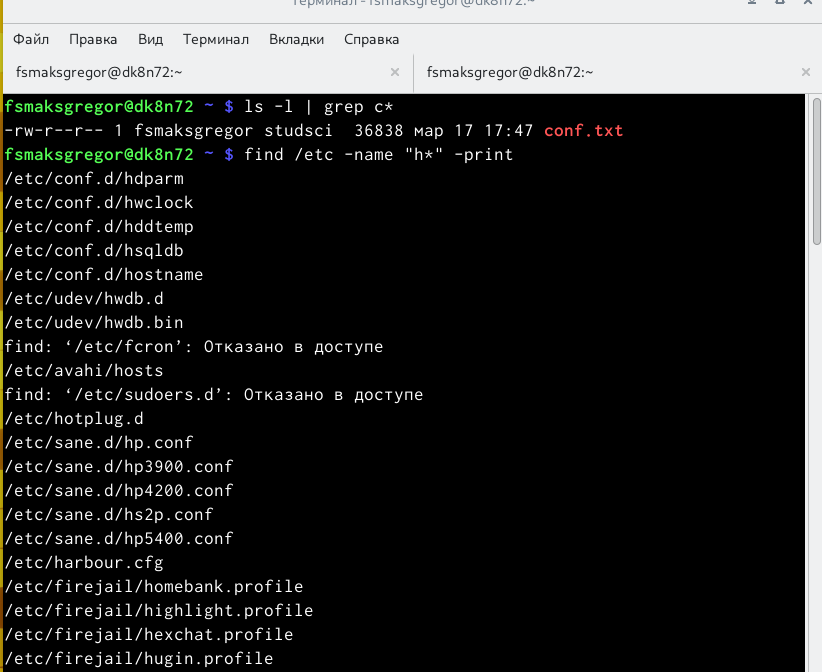 Терминал - fsmaksgregor@dk8n72:~
Файл Правка Вид Терминал Вкладки Справка
fsmaksgregor@dk8n72:~ × fsmaksgregor@dk8n72:~ ×
fsmaksgregor@dk8n72 ~ $ ls -l | grep c*
-rw-r--r-- 1 fsmaksgregor studsci  36838 мар 17 17:47 conf.txt
fsmaksgregor@dk8n72 ~ $ find /etc -name "h*" -print
/etc/conf.d/hdparm
/etc/conf.d/hwclock
/etc/conf.d/hddtemp
/etc/conf.d/hsqldb
/etc/conf.d/hostname
/etc/udev/hwdb.d
/etc/udev/hwdb.bin
find: ‘/etc/fcron’: Отказано в доступе
/etc/avahi/hosts
find: ‘/etc/sudoers.d’: Отказано в доступе
/etc/hotplug.d
/etc/sane.d/hp.conf
/etc/sane.d/hp3900.conf
/etc/sane.d/hp4200.conf
/etc/sane.d/hs2p.conf
/etc/sane.d/hp5400.conf
/etc/harbour.cfg
/etc/firejail/homebank.profile
/etc/firejail/highlight.profile
/etc/firejail/hexchat.profile
/etc/firejail/hugin.profile